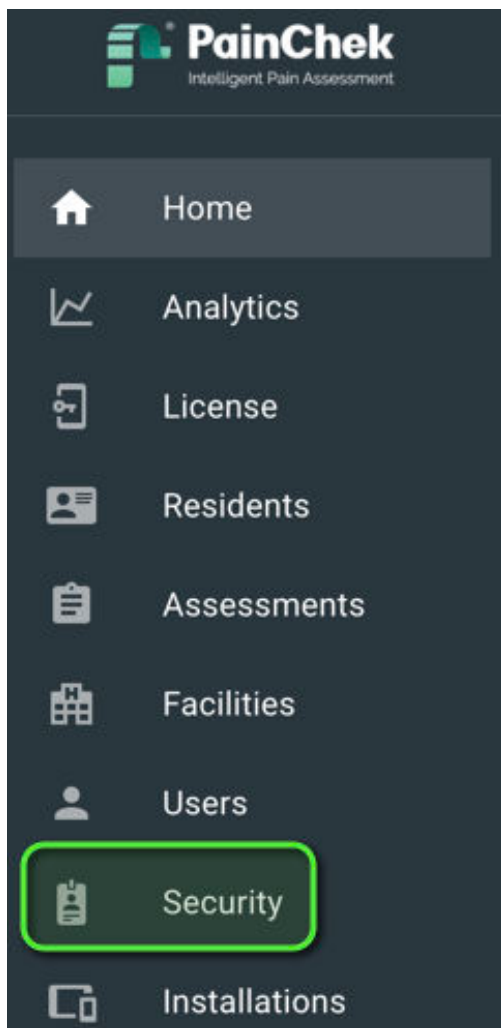 PainChek
Intelligent Pain Assessment
Home
Analytics
License
Residents
Assessments
Facilities
Users
Security
Installations